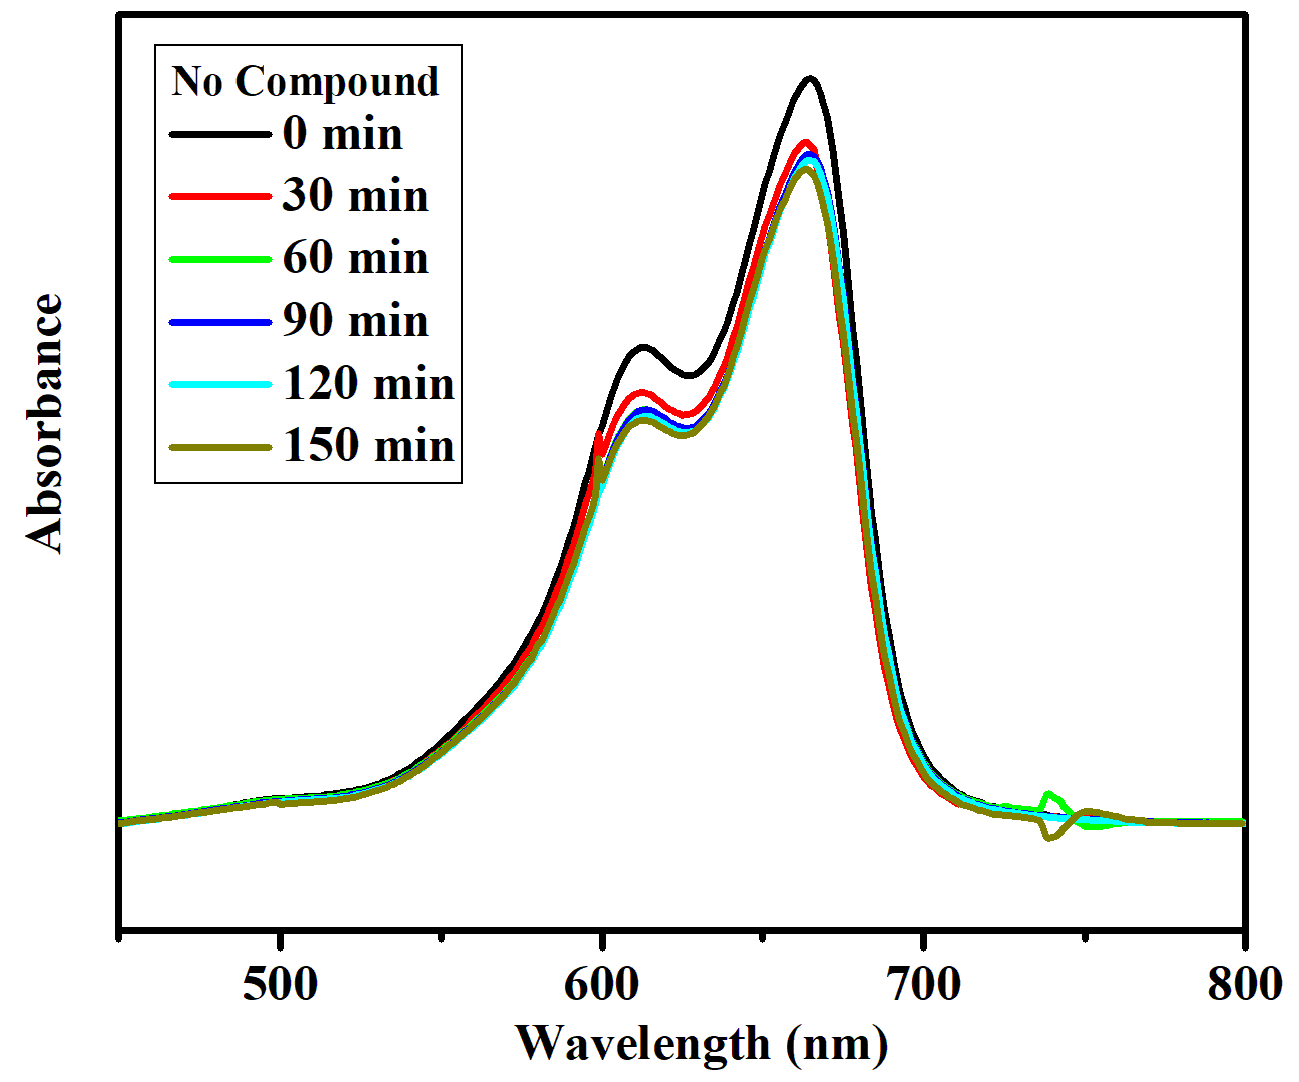 No Compound
0 min
30 min
60 min
90 min
120 min
150 min
Absorbance
500 600 700 800
Wavelength (nm)